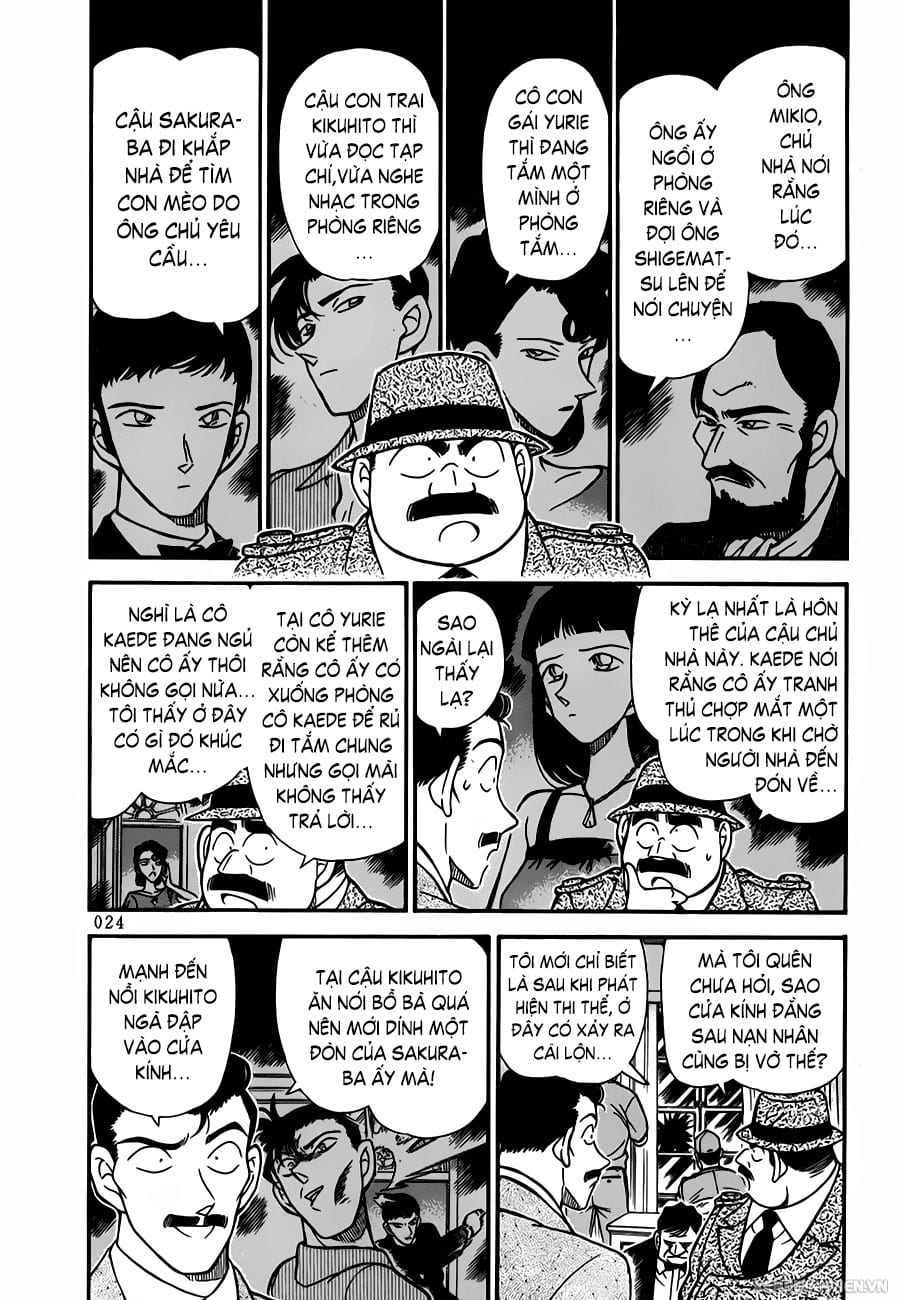 ÔNG
MIKIO,
CHỦ
NHÀ NÓI
RẰNG
LÚC
ĐÓ...
ÔNG ẤY
NGỒI Ở
PHÒNG
RIÊNG VÀ
ĐỢI ÔNG
SHIGEMAT-
SU LÊN ĐỂ
NÓI CHUYỆN
...
CÔ CON
GÁI YURIE
THÌ ĐANG
TẮM MỘT
MÌNH Ở
PHÒNG
TẮM...
CẬU CON TRAI
KIKUHITO THÌ
VỪA ĐỌC TẠP
CHÍ,VỪA NGHE
NHẠC TRONG
PHÒNG RIÊNG
...
CẬU SAKURA-
BA ĐI KHẮP
NHÀ ĐỂ TÌM
CON MÈO DO
ÔNG CHỦ YÊU
CẦU...
KỲ LẠ NHẤT LÀ HÔN
THÊ CỦA CẬU CHỦ
NHÀ NÀY. KAEDE NÓI
RẰNG CÔ ẤY TRANH
THỦ CHỢP MẮT MỘT
LÚC TRONG KHI CHỜ
NGƯỜI NHÀ ĐẾN
ĐÓN VỀ...
SAO
NGÀI LẠI
THẤY
LẠ?
TẠI CÔ YURIE
CÒN KỂ THÊM
RẰNG CÔ ẤY CÓ
XUỐNG PHÒNG
CÔ KAEDE ĐỂ RỦ
ĐI TẮM CHUNG
NHƯNG GỌI MÃI
KHÔNG THẤY
TRẢ LỜI...
NGHĨ LÀ CÔ
KAEDE ĐANG NGỦ
NÊN CÔ ẤY THÔI
KHÔNG GỌI NỮA...
TÔI THẤY Ở ĐÂY
CÓ GÌ ĐÓ KHÚC
MẮC...
024
MÀ TÔI QUÊN
CHƯA HỎI, SAO
CỬA KÍNH ĐẰNG
SAU NẠN NHÂN
CŨNG BỊ VỠ THẾ?
TÔI MỚI CHỈ BIẾT
LÀ SAU KHI PHÁT
HIỆN THI THỂ, Ở
ĐÂY CÓ XẢY RA
CÃI LỘN...
TẠI CẬU KIKUHITO
ĂN NÓI BỖ BÃ QUÁ
NÊN MỚI DÍNH MỘT
ĐÒN CỦA SAKURA-
BA ẤY MÀ!
MẠNH ĐẾN
NỖI KIKUHITO
NGÃ ĐẬP
VÀO CỬA
KÍNH...